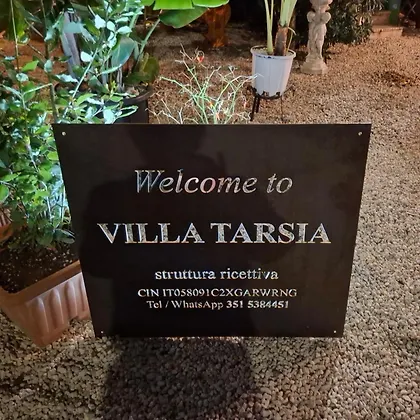 Welcome to
VILLA TARSIA
struttura ricettiva
CIN IT058091C2XGARWRNG
Tel / WhatsApp 351 5384451